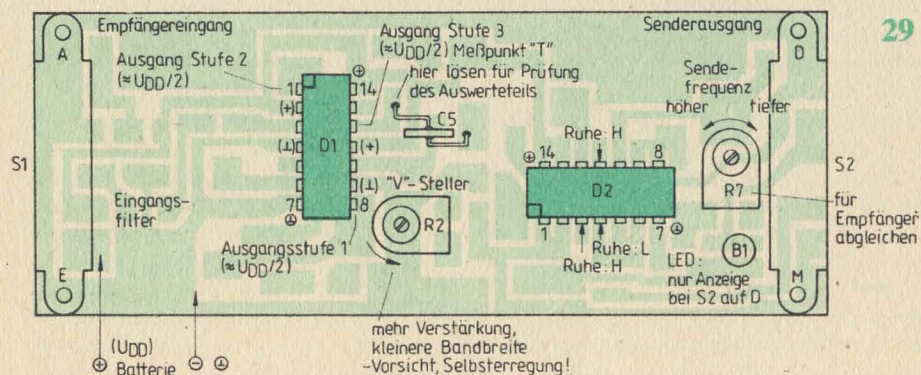 29
Empfängereingang
A
Ausgang Stufe 2
(≈UDD/2)
Ausgang Stufe 3
(≈UDD/2) Meßpunkt "T"
hier lösen für Prüfung
des Auswerteteils
C5
Senderausgang
D
Sende-
frequenz
höher
tiefer
⊕
1
14
(+)
(⊥)
D1
(+)
(⊥)
7
8
⊥
S1
Eingangs-
filter
E
Ausgangsstufe 1
(≈UDD/2)
"V"-Steller
R2
Ruhe: H
⊕
14
8
D2
1
7
⊥
Ruhe: L
Ruhe: H
R7
S2
für
Empfänger
abgleichen
B1
LED:
nur Anzeige
bei S2 auf D
M
(UDD)
⊕ Batterie ⊖ ⊥
mehr Verstärkung,
kleinere Bandbreite
-Vorsicht, Selbsterregung!